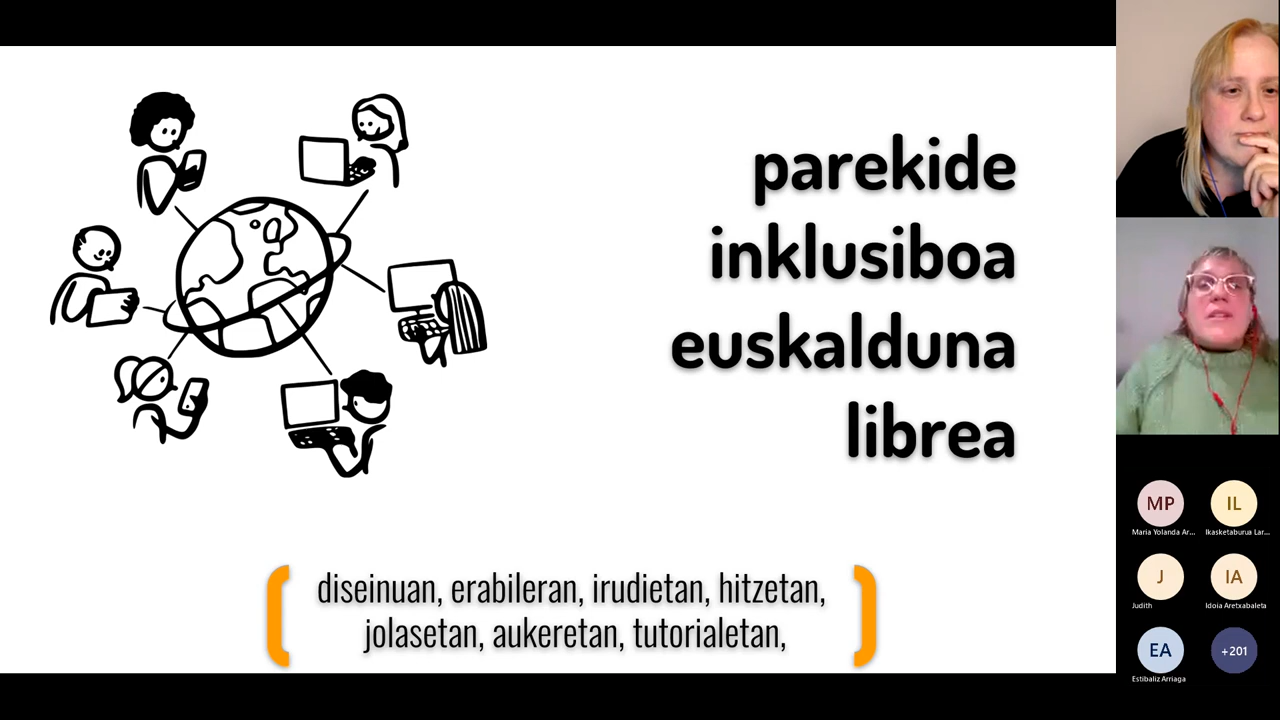 parekide
inklusiboa
euskalduna
librea
diseinuan, erabileran, irudietan, hitzetan,
jolasetan, aukeretan, tutorialetan,
MP
IL
Maria Yolanda Ar...
Ikasketaburua Lar...
J
IA
Judith
Idoia Aretxabaleta
EA
+201
Estibaliz Arriaga